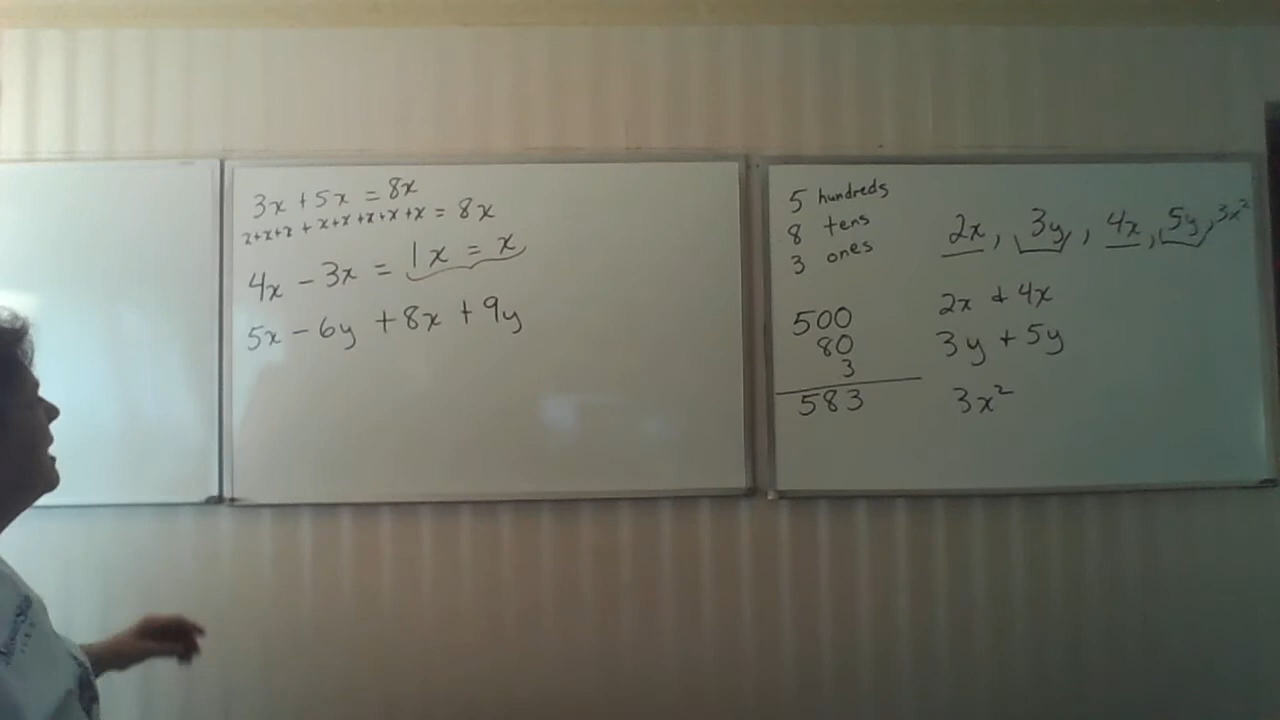 3x + 5x = 8x
x+x+x + x+x+x+x+x = 8x
4x - 3x = 1x = x
5x - 6y + 8x + 9y
5 hundreds
8 tens
3 ones
500
80
3
583
2x, 3y, 4x, 5y, 3x²
2x + 4x
3y + 5y
3x²